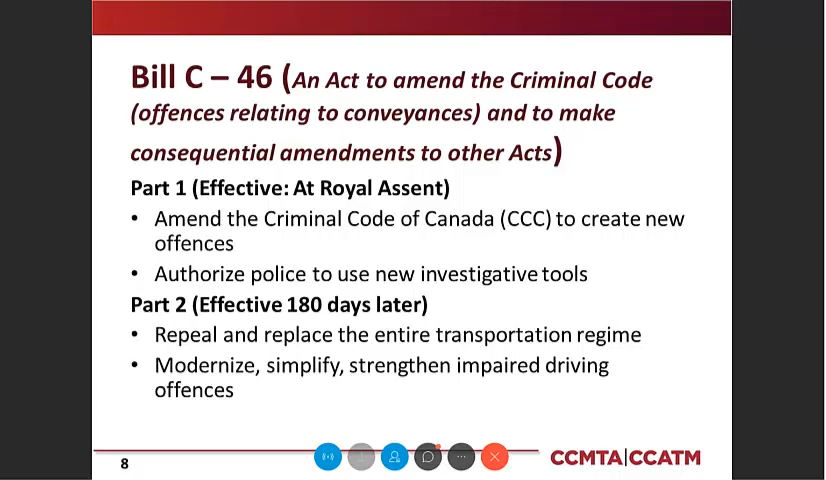 Bill C – 46 (An Act to amend the Criminal Code
(offences relating to conveyances) and to make
consequential amendments to other Acts)
Part 1 (Effective: At Royal Assent)
• Amend the Criminal Code of Canada (CCC) to create new
offences
• Authorize police to use new investigative tools
Part 2 (Effective 180 days later)
• Repeal and replace the entire transportation regime
• Modernize, simplify, strengthen impaired driving
offences
8
CCMTA|CCATM